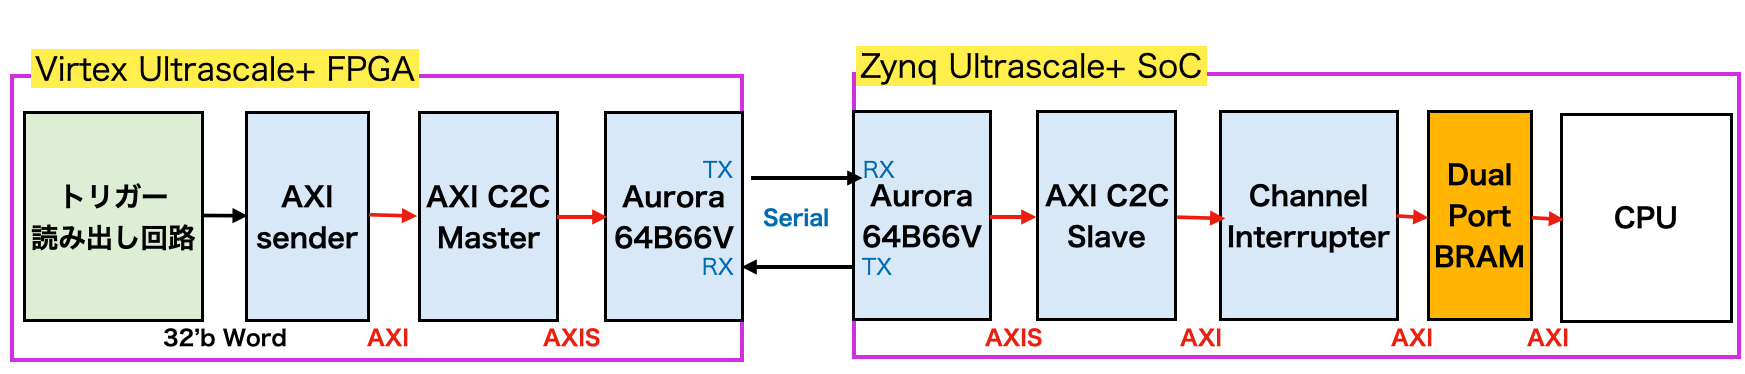 Virtex Ultrascale+ FPGA
トリガー
読み出し回路
AXI
sender
AXI C2C
Master
TX
Aurora
64B66V
RX
32'b Word
AXI
AXIS
Serial
Zynq Ultrascale+ SoC
RX
Aurora
64B66V
TX
AXI C2C
Slave
Channel
Interrupter
Dual
Port
BRAM
CPU
AXIS
AXI
AXI
AXI